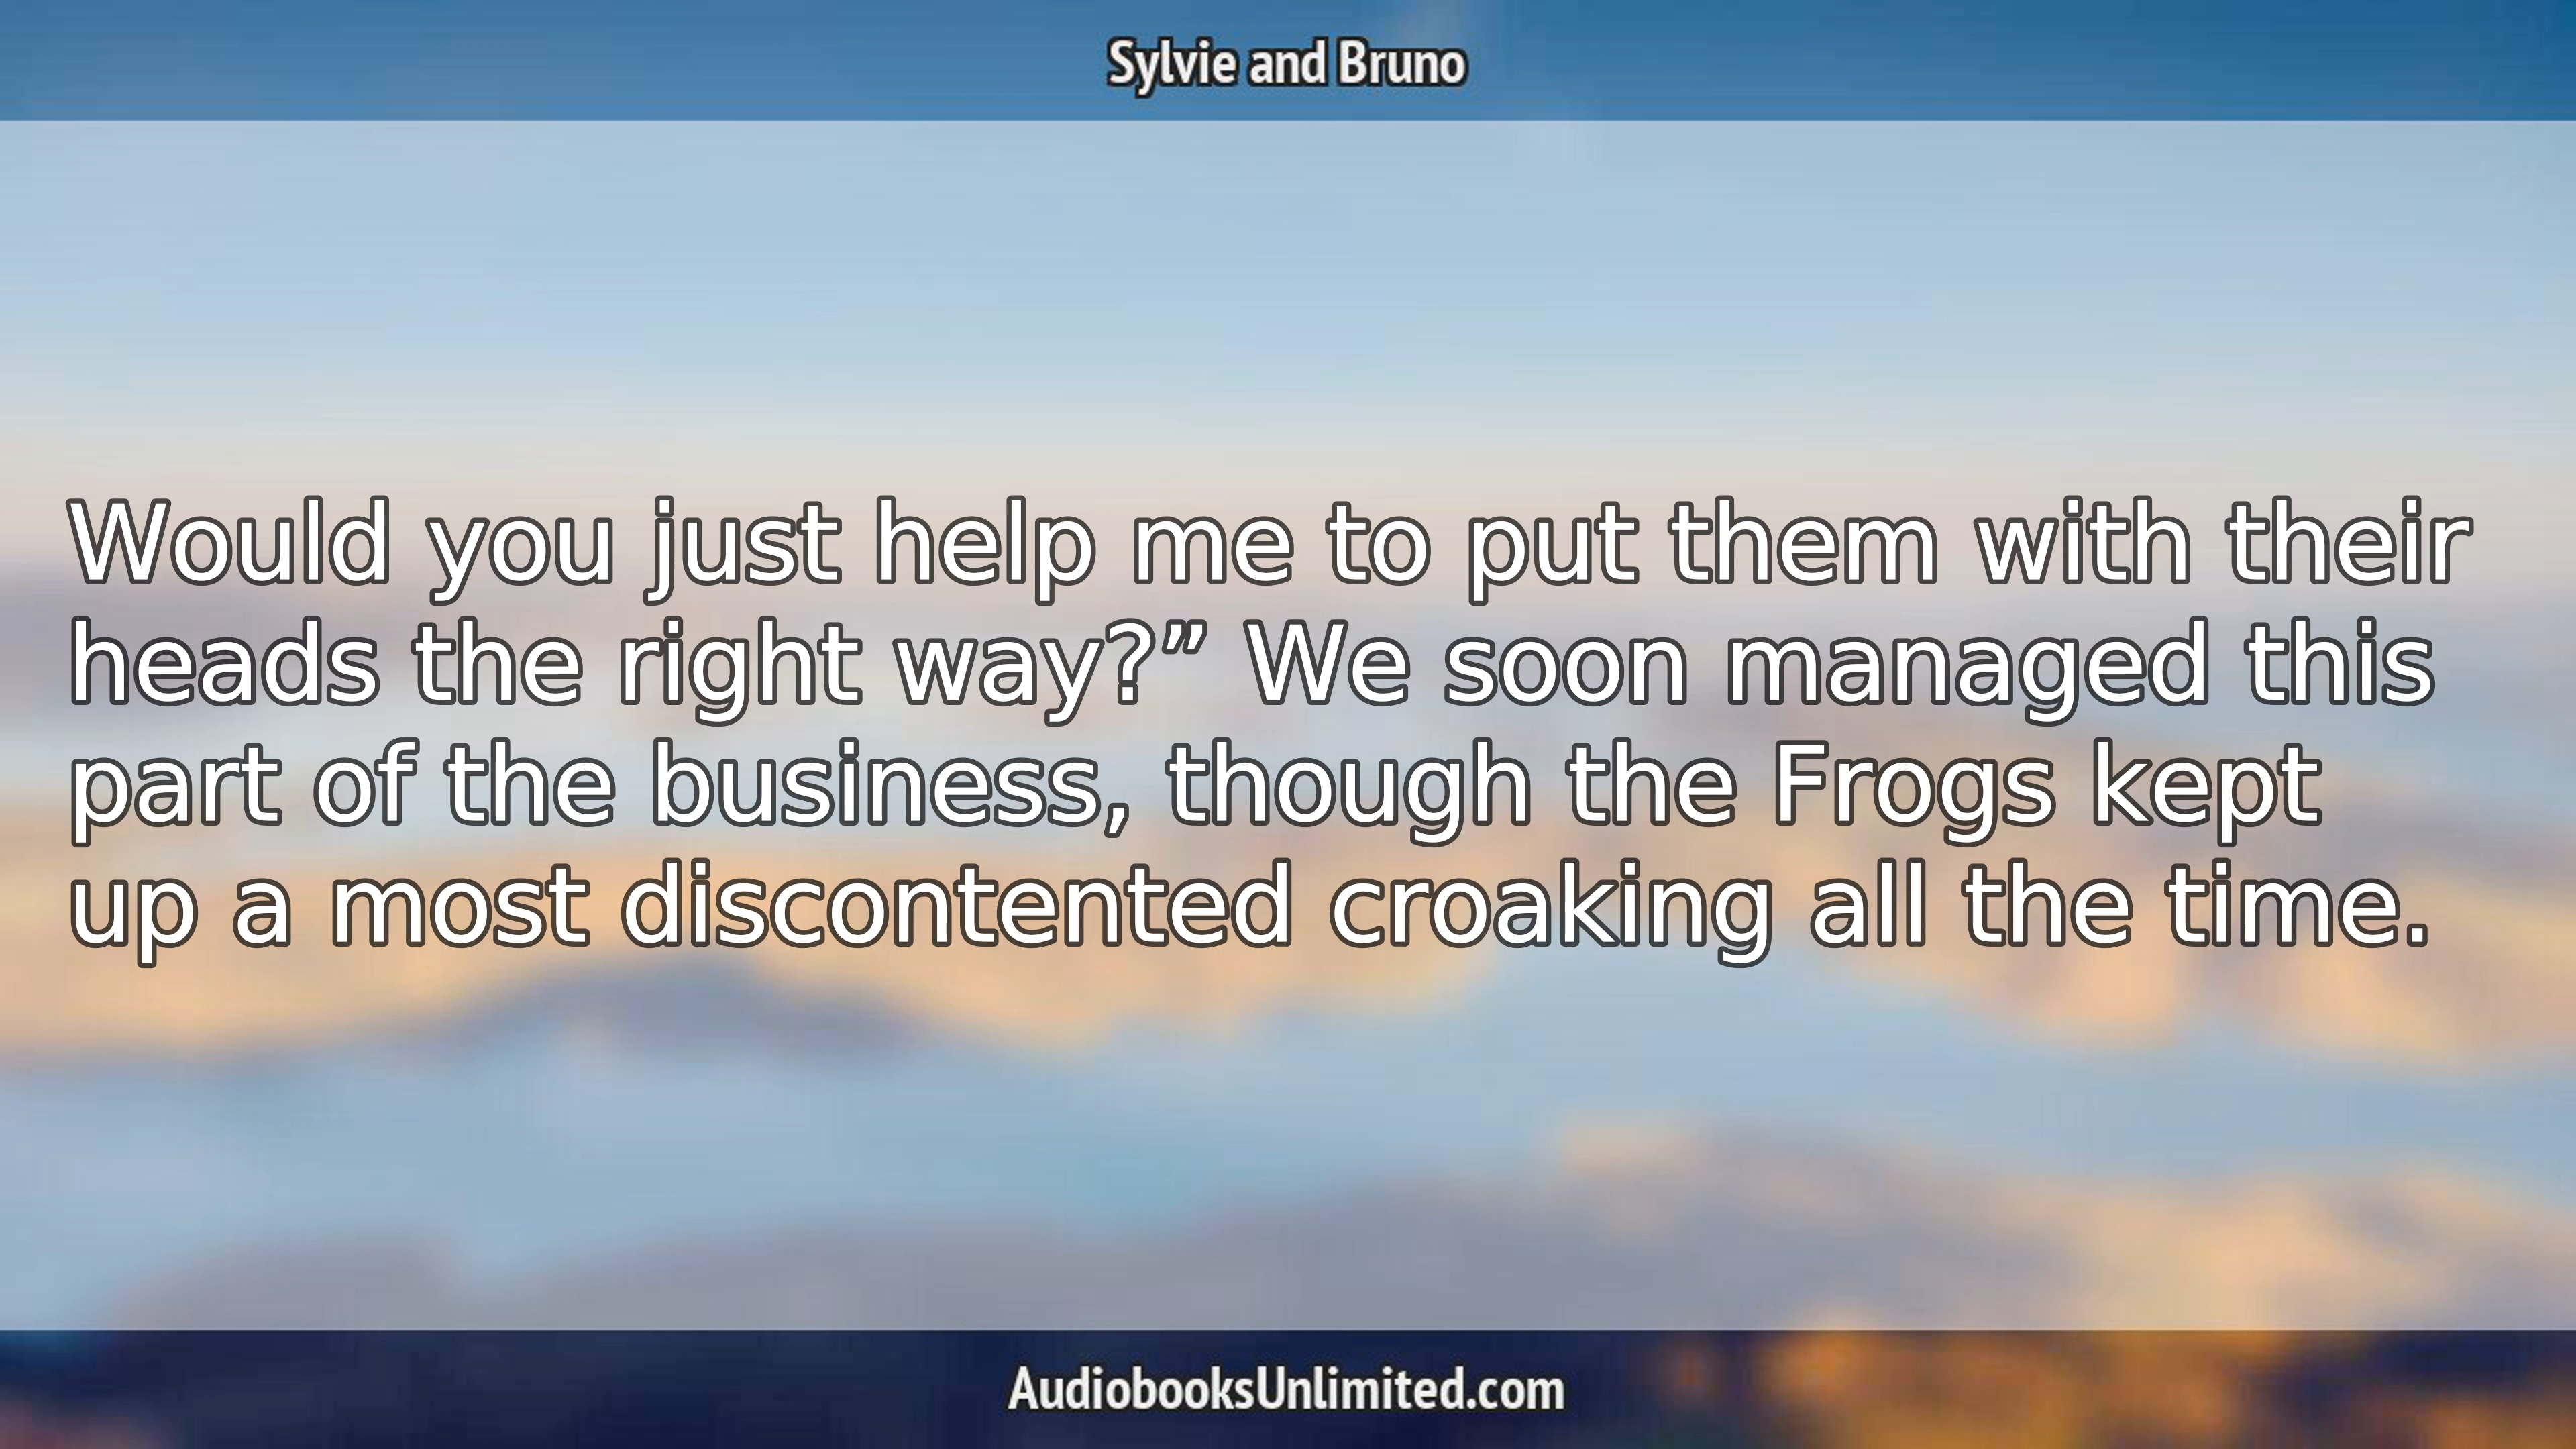 Sylvie and Bruno
Would you just help me to put them with their
heads the right way?” We soon managed this
part of the business, though the Frogs kept
up a most discontented croaking all the time.
AudiobooksUnlimited.com